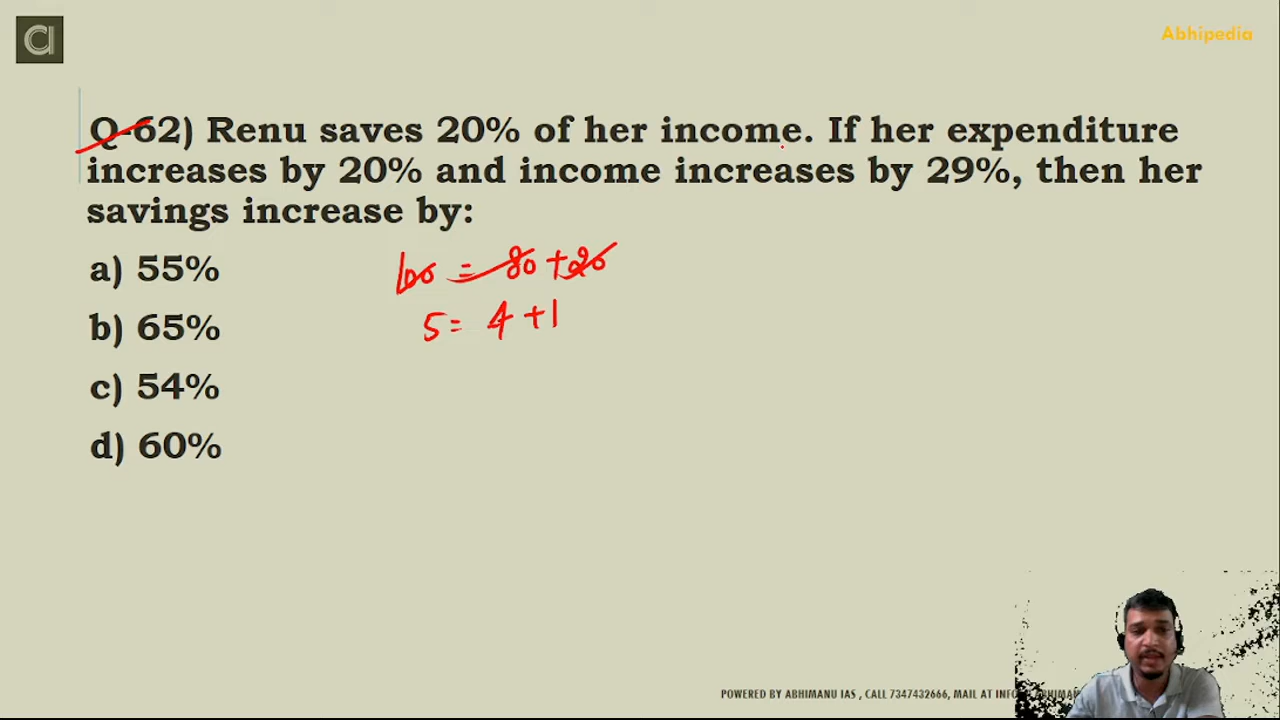 Abhipedia
Q-62) Renu saves 20% of her income. If her expenditure
increases by 20% and income increases by 29%, then her
savings increase by:
a) 55%
b) 65%
c) 54%
d) 60%
100 = 80 + 20
5 = 4 + 1
POWERED BY ABHIMANU IAS , CALL 7347432666, MAIL AT